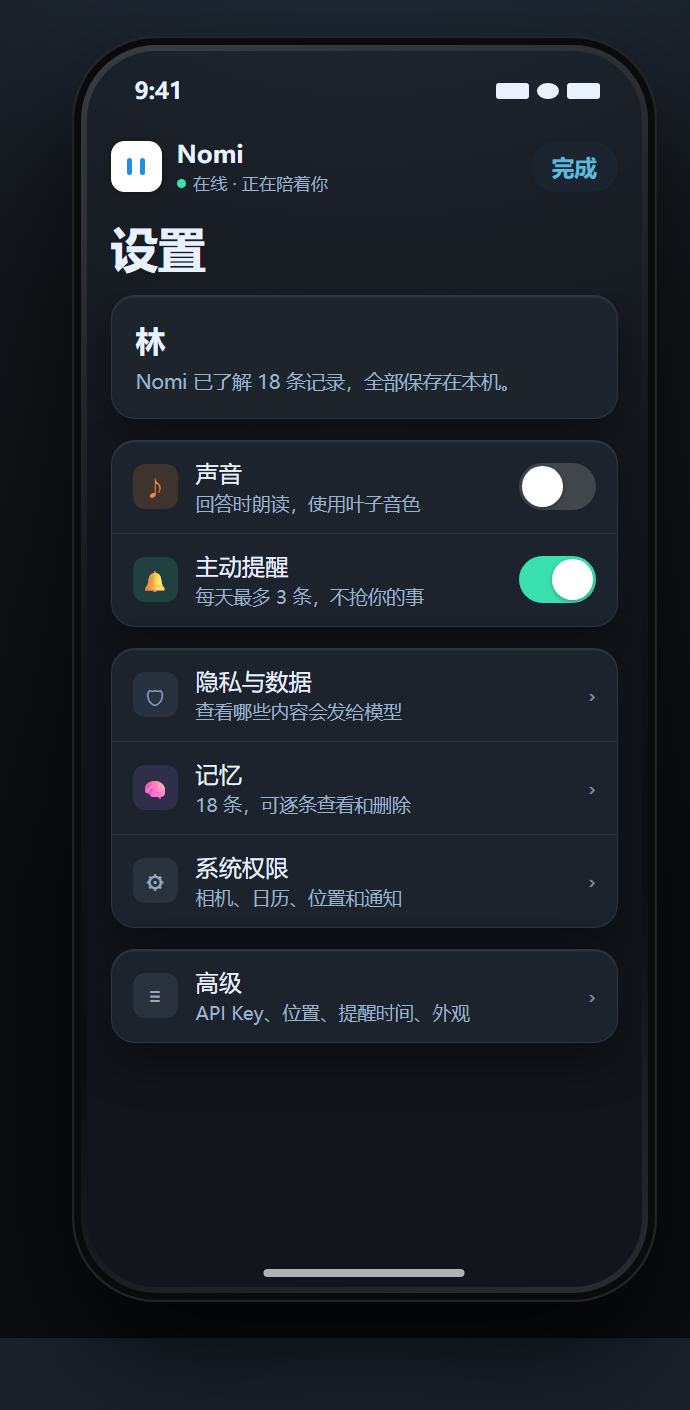 9:41
Nomi
在线 · 正在陪着你
完成
设置
林
Nomi 已了解 18 条记录，全部保存在本机。
声音
回答时朗读，使用叶子音色
主动提醒
每天最多 3 条，不抢你的事
隐私与数据
查看哪些内容会发给模型
记忆
18 条，可逐条查看和删除
系统权限
相机、日历、位置和通知
高级
API Key、位置、提醒时间、外观